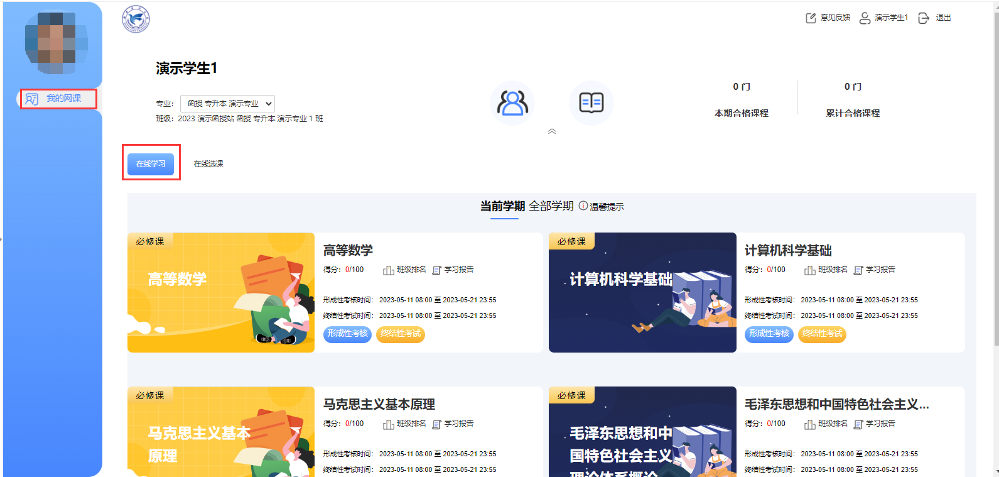 意见反馈 演示学生1 退出
我的网课
演示学生1
专业： 函授 专升本 演示专业
班级：2023 演示函授站 函授 专升本 演示专业 1 班
0 门
本期合格课程
0 门
累计合格课程
在线学习 在线选课
当前学期 全部学期 温馨提示
必修课
高等数学
高等数学
得分：0/100 班级排名 学习报告
形成性考核时间： 2023-05-11 08:00 至 2023-05-21 23:55
终结性考试时间： 2023-05-11 08:00 至 2023-05-21 23:55
形成性考核 终结性考试
必修课
计算机科学基础
计算机科学基础
得分：0/100 班级排名 学习报告
形成性考核时间： 2023-05-11 08:00 至 2023-05-21 23:55
终结性考试时间： 2023-05-11 08:00 至 2023-05-21 23:55
形成性考核 终结性考试
必修课
马克思主义基本
原理
马克思主义基本原理
得分：0/100 班级排名 学习报告
形成性考核时间： 2023-05-11 08:00 至 2023-05-21 23:55
终结性考试时间： 2023-05-11 08:00 至 2023-05-21 23:55
必修课
毛泽东思想和中
国特色社会主义
理论体系概论
毛泽东思想和中国特色社会主义...
得分：0/100 班级排名 学习报告
形成性考核时间： 2023-05-11 08:00 至 2023-05-21 23:55
终结性考试时间： 2023-05-11 08:00 至 2023-05-21 23:55